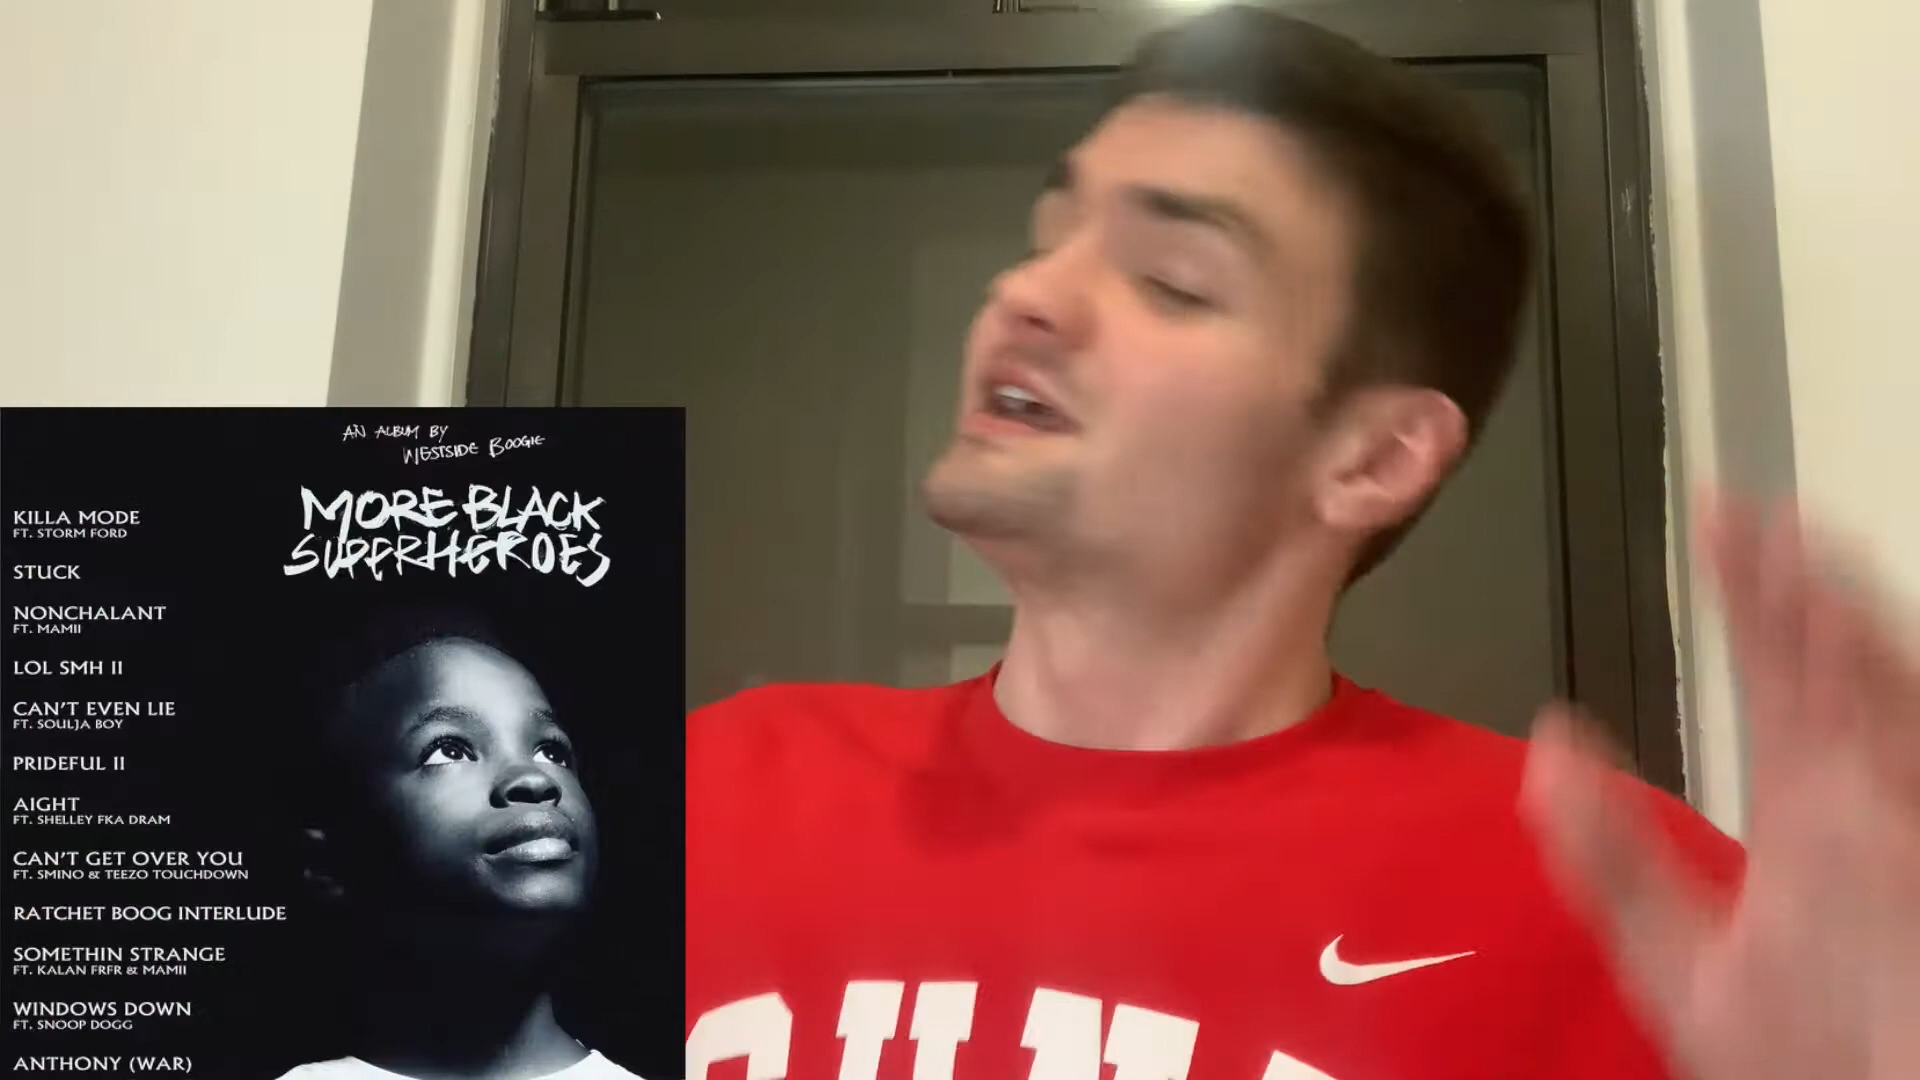 AN ALBUM BY
WESTSIDE BOOGIE
MORE BLACK
SUPERHEROES
KILLA MODE
FT. STORM FORD
STUCK
NONCHALANT
FT. MAMII
LOL SMH II
CAN'T EVEN LIE
FT. SOULJA BOY
PRIDEFUL II
AIGHT
FT. SHELLEY FKA DRAM
CAN'T GET OVER YOU
FT. SMINO & TEEZO TOUCHDOWN
RATCHET BOOG INTERLUDE
SOMETHIN STRANGE
FT. KALAN FRFR & MAMII
WINDOWS DOWN
FT. SNOOP DOGG
ANTHONY (WAR)